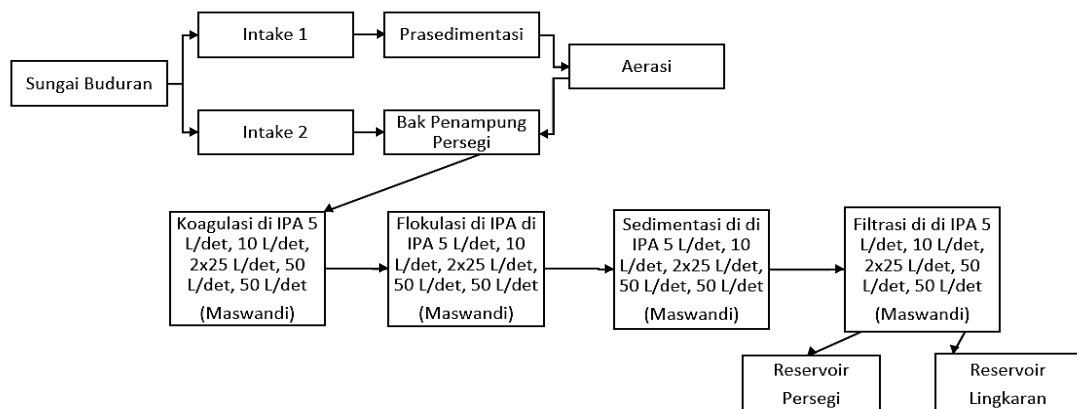 Intake 1
Prasedimentasi
Aerasi
Sungai Buduran
Intake 2
Bak Penampung
Persegi
Koagulasi di IPA 5
L/det, 10 L/det,
2x25 L/det, 50
L/det, 50 L/det
(Maswandi)
Flokulasi di IPA di
IPA 5 L/det, 10
L/det, 2x25 L/det,
50 L/det, 50 L/det
(Maswandi)
Sedimentasi di di
IPA 5 L/det, 10
L/det, 2x25 L/det,
50 L/det, 50 L/det
(Maswandi)
Filtrasi di di IPA 5
L/det, 10 L/det,
2x25 L/det, 50
L/det, 50 L/det
(Maswandi)
Reservoir
Persegi
Reservoir
Lingkaran